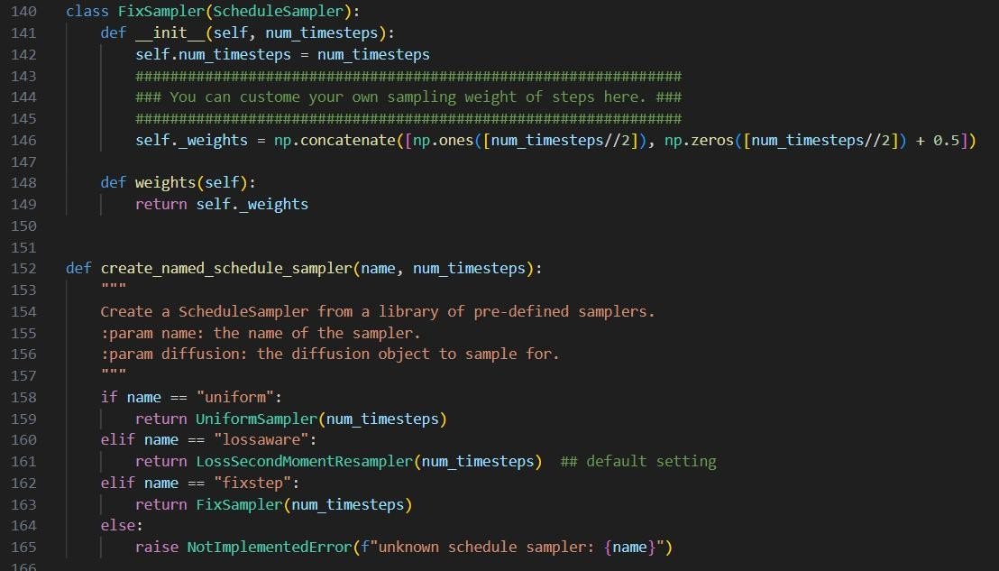 140 class FixSampler(ScheduleSampler):
141     def __init__(self, num_timesteps):
142         self.num_timesteps = num_timesteps
143         ###############################################################
144         ### You can custome your own sampling weight of steps here. ###
145         ###############################################################
146         self._weights = np.concatenate([np.ones([num_timesteps//2]), np.zeros([num_timesteps//2]) + 0.5])
147
148     def weights(self):
149         return self._weights
150
151
152 def create_named_schedule_sampler(name, num_timesteps):
153     """
154     Create a ScheduleSampler from a library of pre-defined samplers.
155     :param name: the name of the sampler.
156     :param diffusion: the diffusion object to sample for.
157     """
158     if name == "uniform":
159         return UniformSampler(num_timesteps)
160     elif name == "lossaware":
161         return LossSecondMomentResampler(num_timesteps)  ## default setting
162     elif name == "fixstep":
163         return FixSampler(num_timesteps)
164     else:
165         raise NotImplementedError(f"unknown schedule sampler: {name}")
166